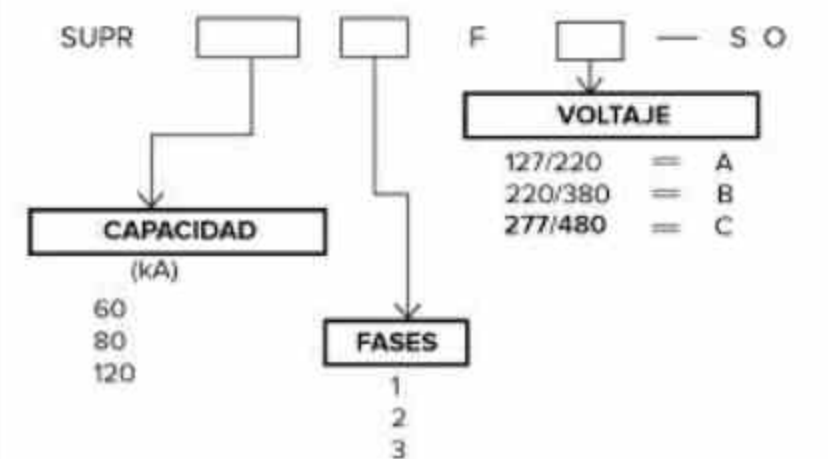 SUPR F — S O
VOLTAJE
127/220 = A
220/380 = B
277/480 = C
CAPACIDAD
(kA)
60
80
120
FASES
1
2
3